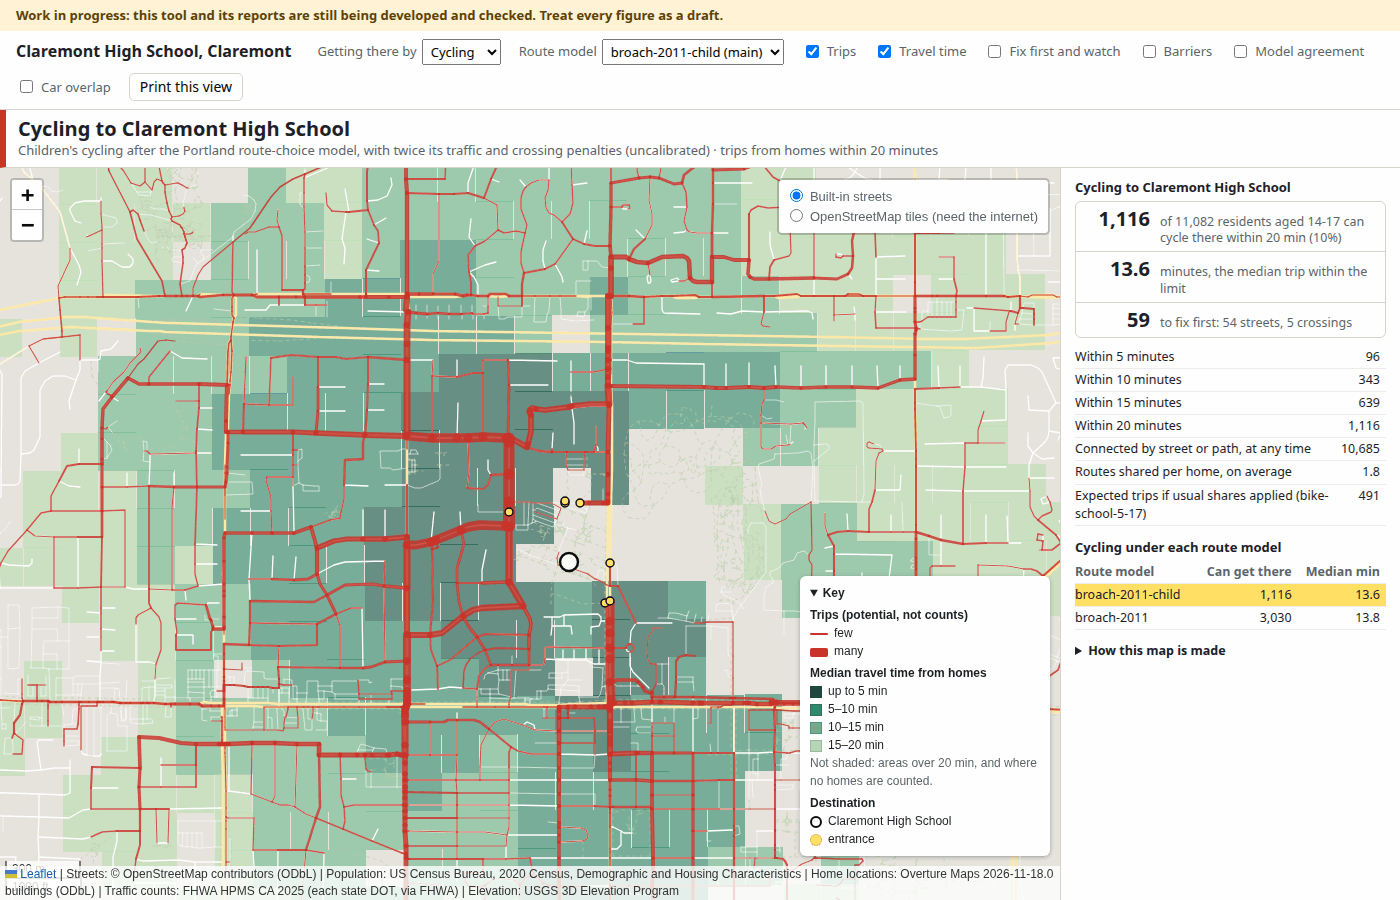 Work in progress: this tool and its reports are still being developed and checked. Treat every figure as a draft.
Claremont High School, Claremont
Getting there by Cycling
Route model broach-2011-child (main)
Trips
Travel time
Fix first and watch
Barriers
Model agreement
Car overlap
Print this view
Cycling to Claremont High School
Children's cycling after the Portland route-choice model, with twice its traffic and crossing penalties (uncalibrated) · trips from homes within 20 minutes
+
−
Built-in streets
OpenStreetMap tiles (need the internet)
Key
Trips (potential, not counts)
few
many
Median travel time from homes
up to 5 min
5–10 min
10–15 min
15–20 min
Not shaded: areas over 20 min, and where
no homes are counted.
Destination
Claremont High School
entrance
Leaflet | Streets: © OpenStreetMap contributors (ODbL) | Population: US Census Bureau, 2020 Census, Demographic and Housing Characteristics | Home locations: Overture Maps 2026-11-18.0
buildings (ODbL) | Traffic counts: FHWA HPMS CA 2025 (each state DOT, via FHWA) | Elevation: USGS 3D Elevation Program
Cycling to Claremont High School
1,116 of 11,082 residents aged 14-17 can
cycle there within 20 min (10%)
13.6 minutes, the median trip within the
limit
59 to fix first: 54 streets, 5 crossings
Within 5 minutes 96
Within 10 minutes 343
Within 15 minutes 639
Within 20 minutes 1,116
Connected by street or path, at any time 10,685
Routes shared per home, on average 1.8
Expected trips if usual shares applied (bike- 491
school-5-17)
Cycling under each route model
Route model Can get there Median min
broach-2011-child 1,116 13.6
broach-2011 3,030 13.8
How this map is made